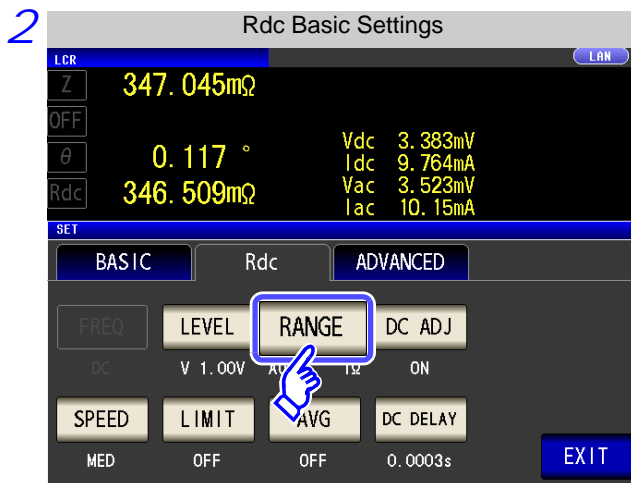 2
Rdc Basic Settings
LCR LAN
Z 347.045mΩ
OFF
θ 0.117 °
Rdc 346.509mΩ
Vdc 3.383mV
Idc 9.764mA
Vac 3.523mV
Iac 10.15mA
SET
BASIC Rdc ADVANCED
FREQ LEVEL RANGE DC ADJ
DC V 1.00V 1Ω ON
SPEED LIMIT AVG DC DELAY
MED OFF OFF 0.0003s
EXIT